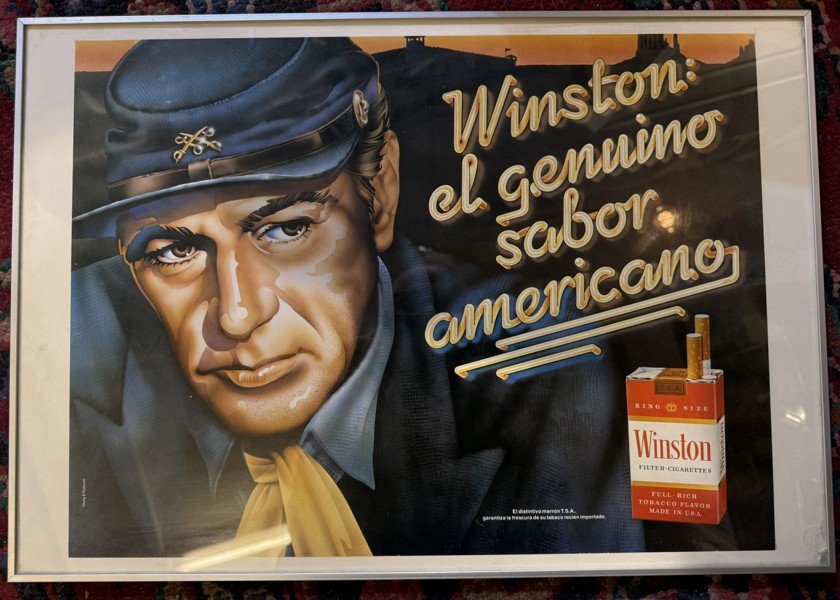 Winston:
el genuino
sabor
americano
T.S.A.
KING SIZE
Winston
FILTER·CIGARETTES
FULL·RICH
TOBACCO FLAVOR
MADE IN U.S.A.
El distintivo marrón T.S.A.,
garantiza la frescura de su tabaco recién importado.